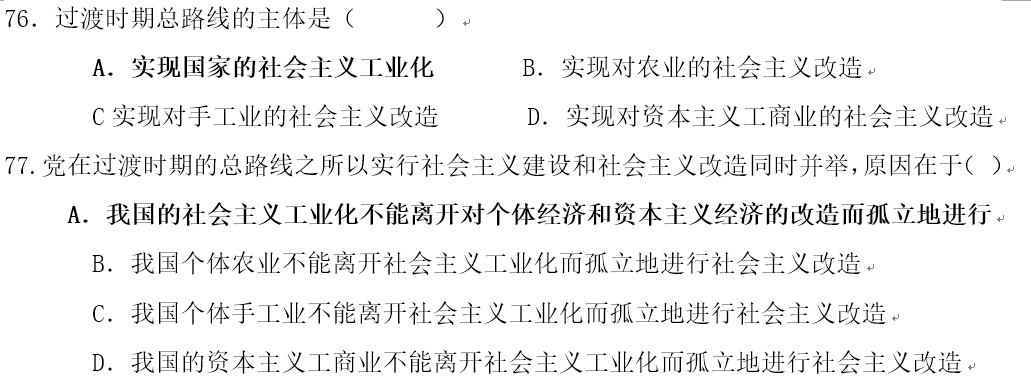 76. 过渡时期总路线的主体是（　　　）
A. 实现国家的社会主义工业化　　B. 实现对农业的社会主义改造
C 实现对手工业的社会主义改造　　D. 实现对资本主义工商业的社会主义改造
77.党在过渡时期的总路线之所以实行社会主义建设和社会主义改造同时并举,原因在于( )
A. 我国的社会主义工业化不能离开对个体经济和资本主义经济的改造而孤立地进行
B. 我国个体农业不能离开社会主义工业化而孤立地进行社会主义改造
C. 我国个体手工业不能离开社会主义工业化而孤立地进行社会主义改造
D. 我国的资本主义工商业不能离开社会主义工业化而孤立地进行社会主义改造